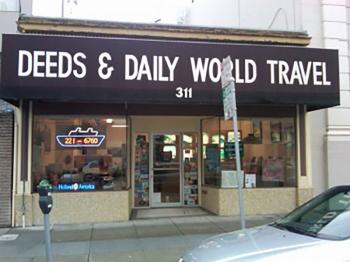 DEEDS & DAILY WORLD TRAVEL
311
221-6760
Holland America